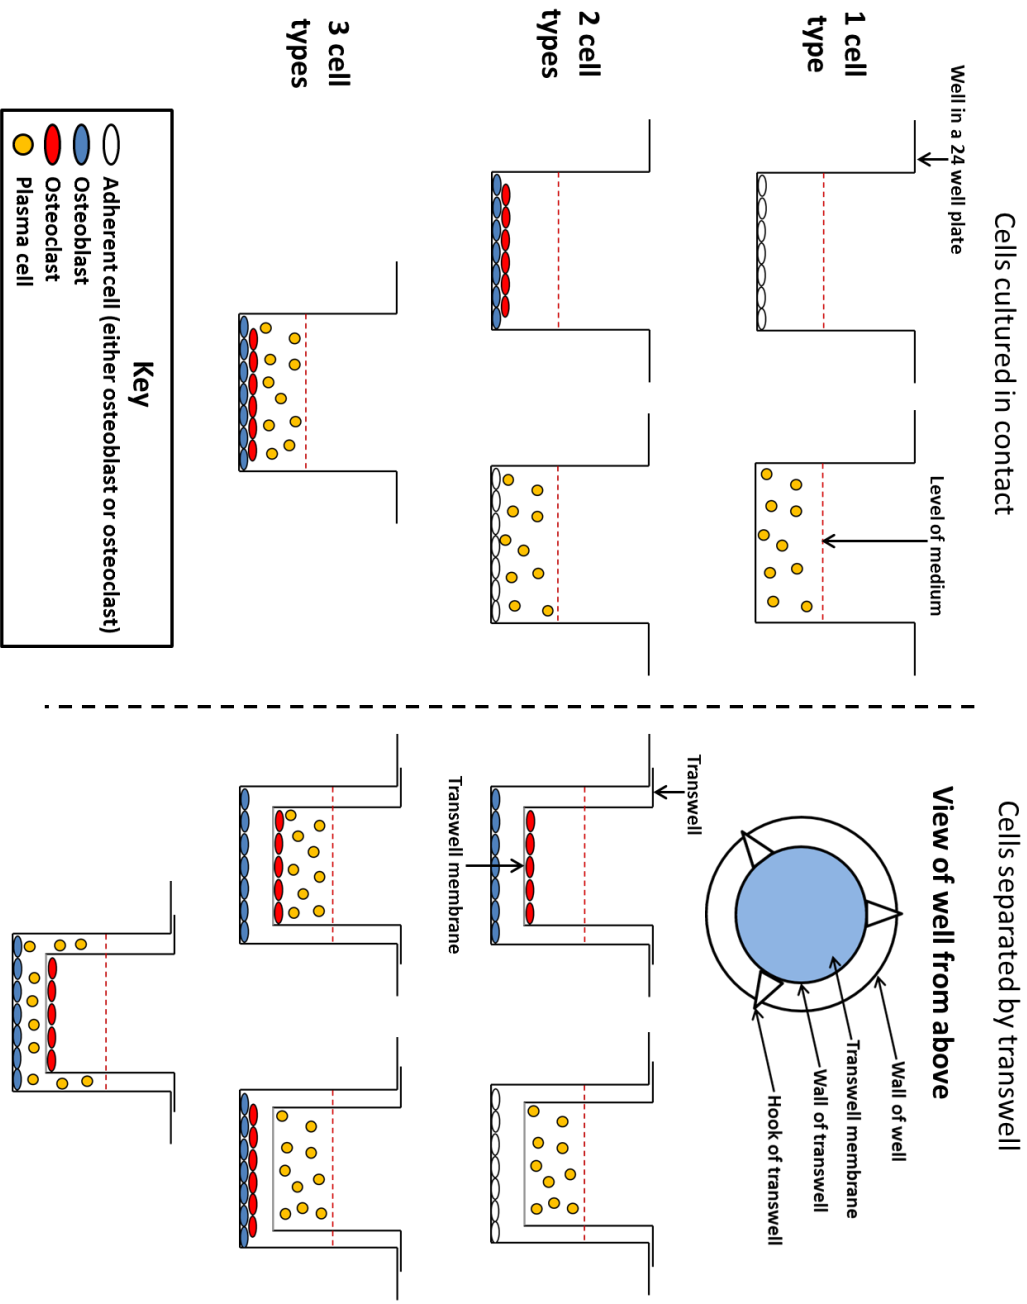 Cells cultured in contact
Cells separated by transwell
1 cell
type
Well in a 24 well plate
Level of medium
View of well from above
Wall of well
Transwell membrane
Wall of transwell
Hook of transwell
2 cell
types
Transwell
Transwell membrane
3 cell
types
Key
Adherent cell (either osteoblast or osteoclast)
Osteoblast
Osteoclast
Plasma cell